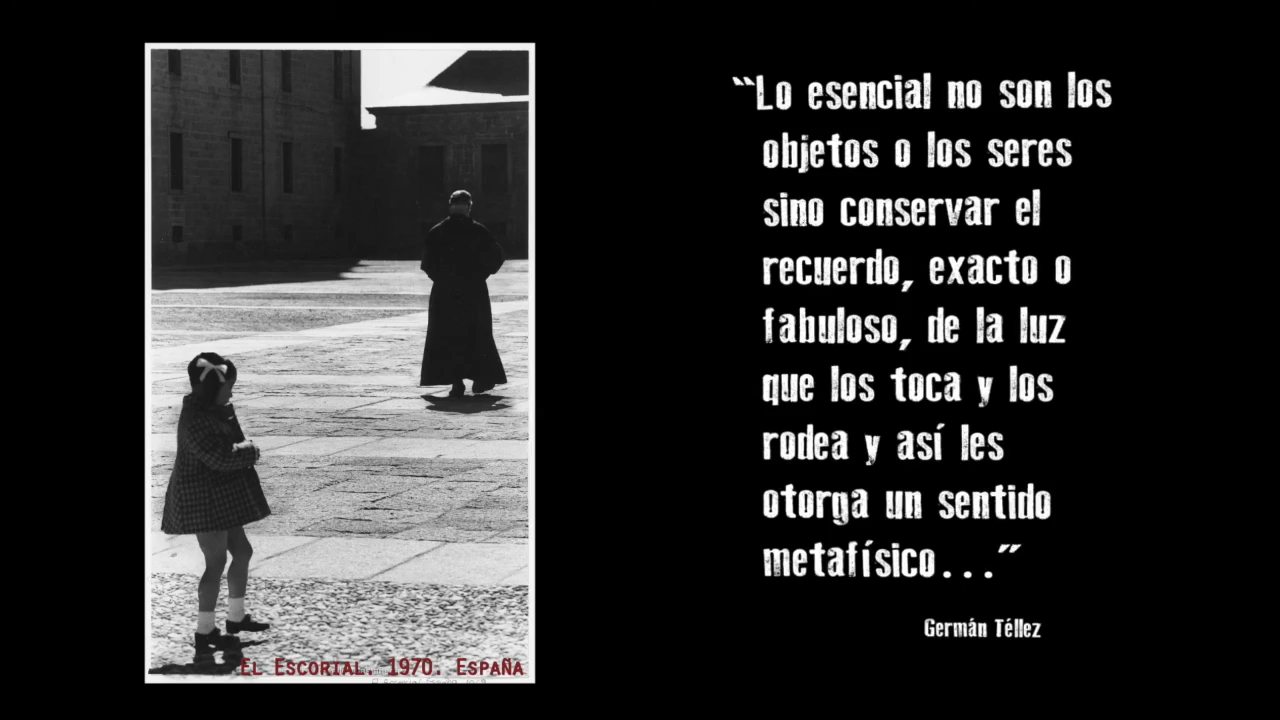 “Lo esencial no son los
objetos o los seres
sino conservar el
recuerdo, exacto o
fabuloso, de la luz
que los toca y los
rodea y así les
otorga un sentido
metafísico...”
Germán Téllez
El Escorial. 1970. España